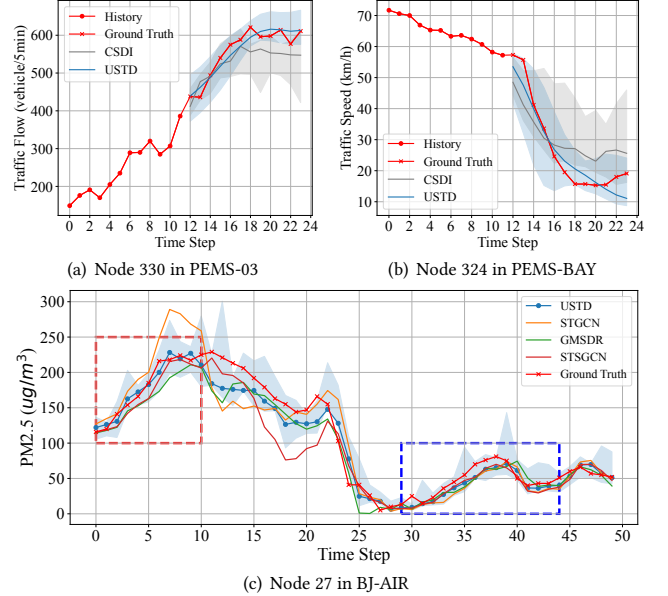 Traffic Flow (vehicle/5min)
600
500
400
300
200
History
Ground Truth
CSDI
USTD
0 2 4 6 8 10 12 14 16 18 20 22 24
Time Step
(a) Node 330 in PEMS-03
Traffic Speed (km/h)
70
60
50
40
30
20
10
History
Ground Truth
CSDI
USTD
0 2 4 6 8 10 12 14 16 18 20 22 24
Time Step
(b) Node 324 in PEMS-BAY
PM2.5 (ug/m³)
300
250
200
150
100
50
0
USTD
STGCN
GMSDR
STSGCN
Ground Truth
0 10 20 30 40 50
Time Step
(c) Node 27 in BJ-AIR